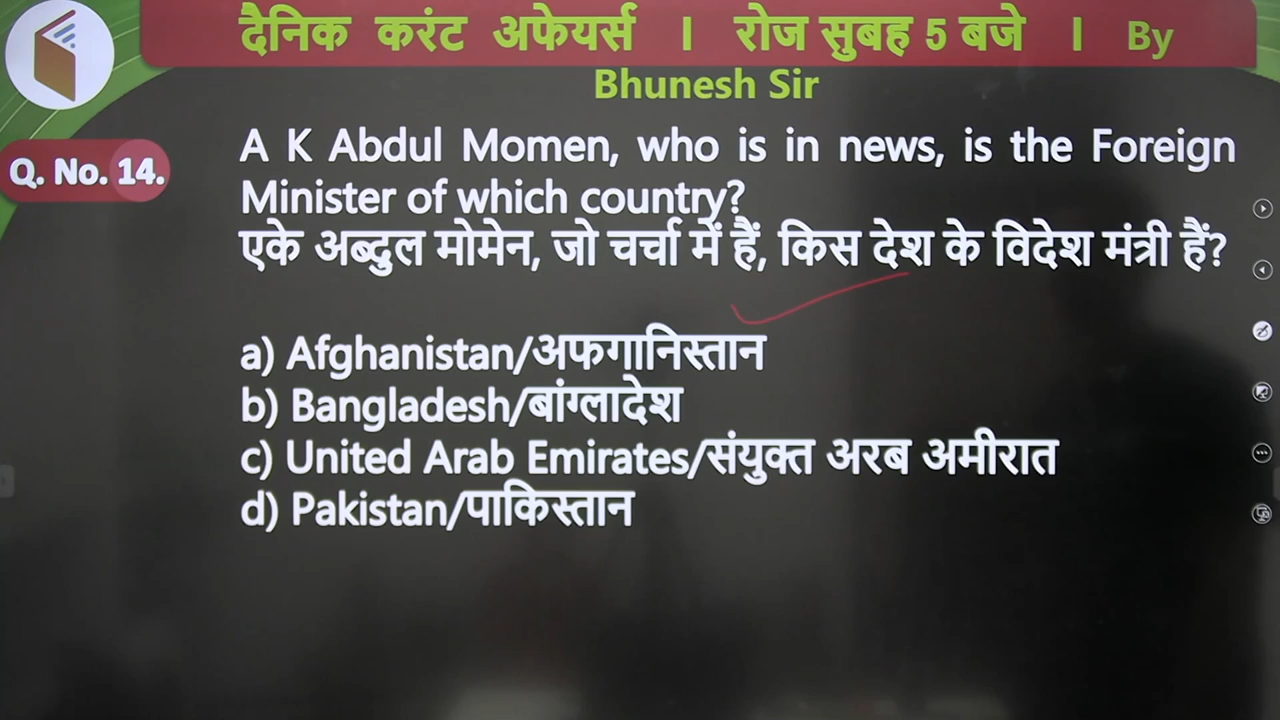 दैनिक करंट अफेयर्स । रोज सुबह 5 बजे । By
Bhunesh Sir
Q. No. 14.
A K Abdul Momen, who is in news, is the Foreign
Minister of which country?
एके अब्दुल मोमेन, जो चर्चा में हैं, किस देश के विदेश मंत्री हैं?
a) Afghanistan/अफगानिस्तान
b) Bangladesh/बांग्लादेश
c) United Arab Emirates/संयुक्त अरब अमीरात
d) Pakistan/पाकिस्तान